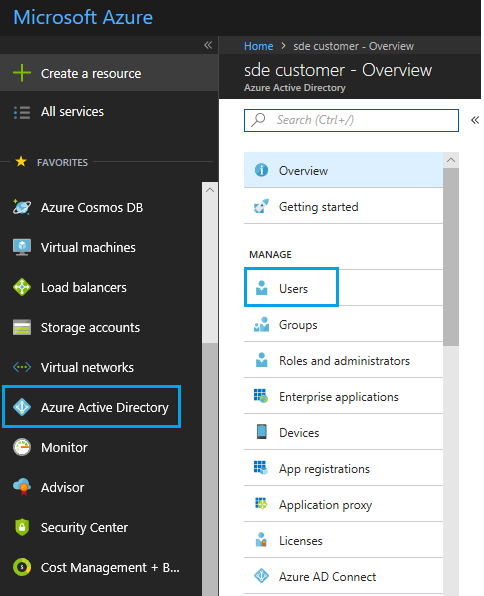 Microsoft Azure
«
Create a resource
All services
FAVORITES
Azure Cosmos DB
Virtual machines
Load balancers
Storage accounts
Virtual networks
Azure Active Directory
Monitor
Advisor
Security Center
Cost Management + B...
Home > sde customer - Overview
sde customer - Overview
Azure Active Directory
Search (Ctrl+/)
«
Overview
Getting started
MANAGE
Users
Groups
Roles and administrators
Enterprise applications
Devices
App registrations
Application proxy
Licenses
Azure AD Connect